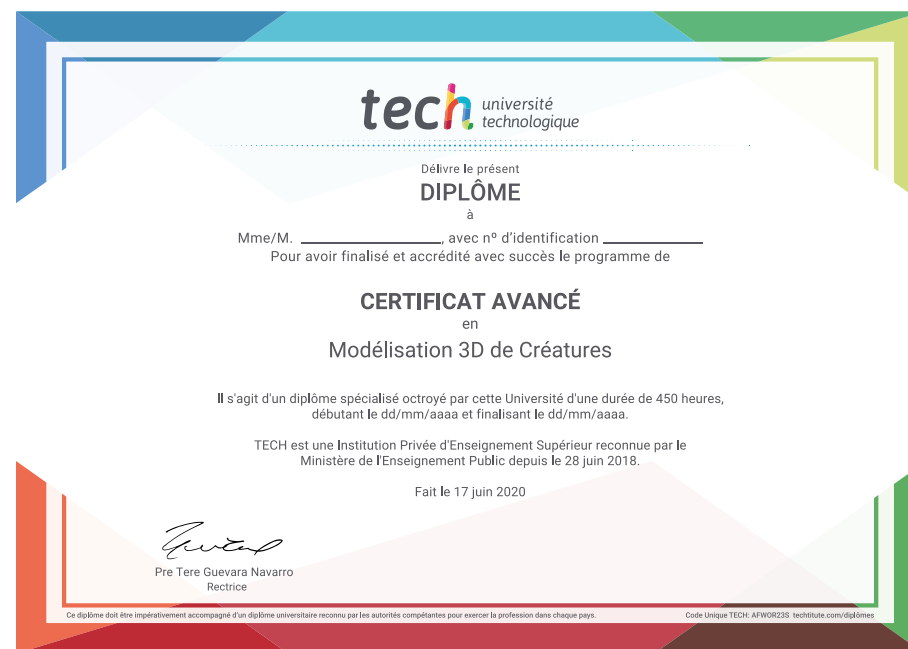 tech université
technologique
Délivre le présent
DIPLÔME
à
Mme/M. ____________________, avec nº d'identification ______________
Pour avoir finalisé et accrédité avec succès le programme de
CERTIFICAT AVANCÉ
en
Modélisation 3D de Créatures
Il s'agit d'un diplôme spécialisé octroyé par cette Université d'une durée de 450 heures,
débutant le dd/mm/aaaa et finalisant le dd/mm/aaaa.
TECH est une Institution Privée d'Enseignement Supérieur reconnue par le
Ministère de l'Enseignement Public depuis le 28 juin 2018.
Fait le 17 juin 2020
Pre Tere Guevara Navarro
Rectrice
Ce diplôme doit être impérativement accompagné d'un diplôme universitaire reconnu par les autorités compétantes pour exercer la profession dans chaque pays. Code Unique TECH: AFWOR23S techtitute.com/diplômes